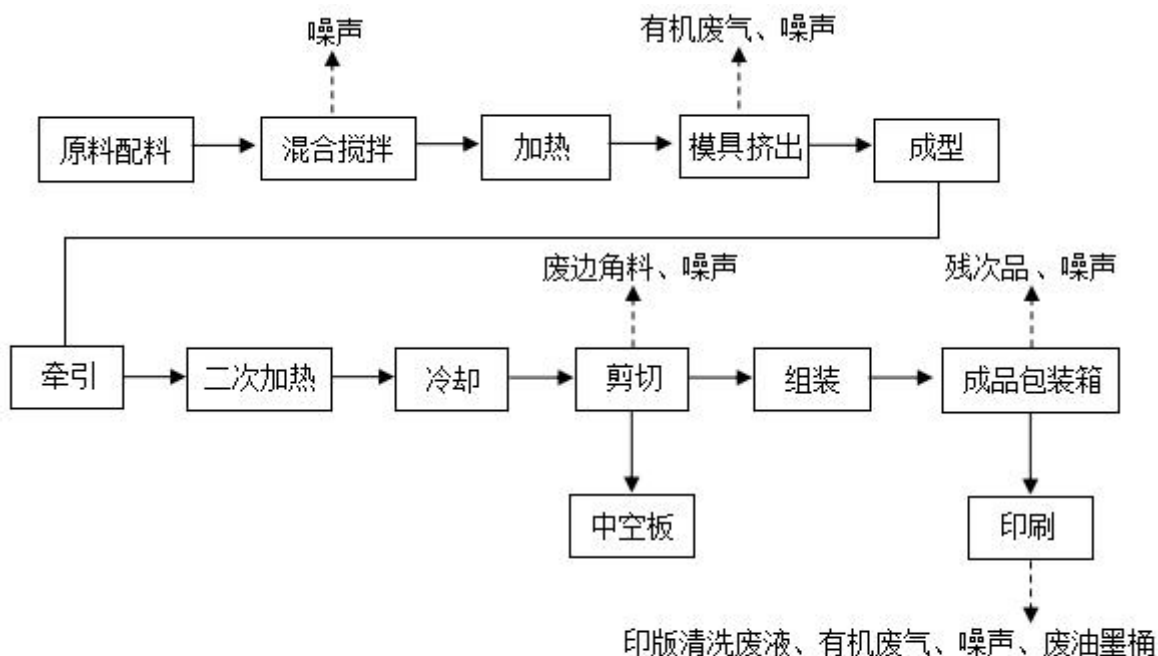 噪声
有机废气、噪声
原料配料
混合搅拌
加热
模具挤出
成型
废边角料、噪声
残次品、噪声
牵引
二次加热
冷却
剪切
组装
成品包装箱
中空板
印刷
印版清洗废液、有机废气、噪声、废油墨桶